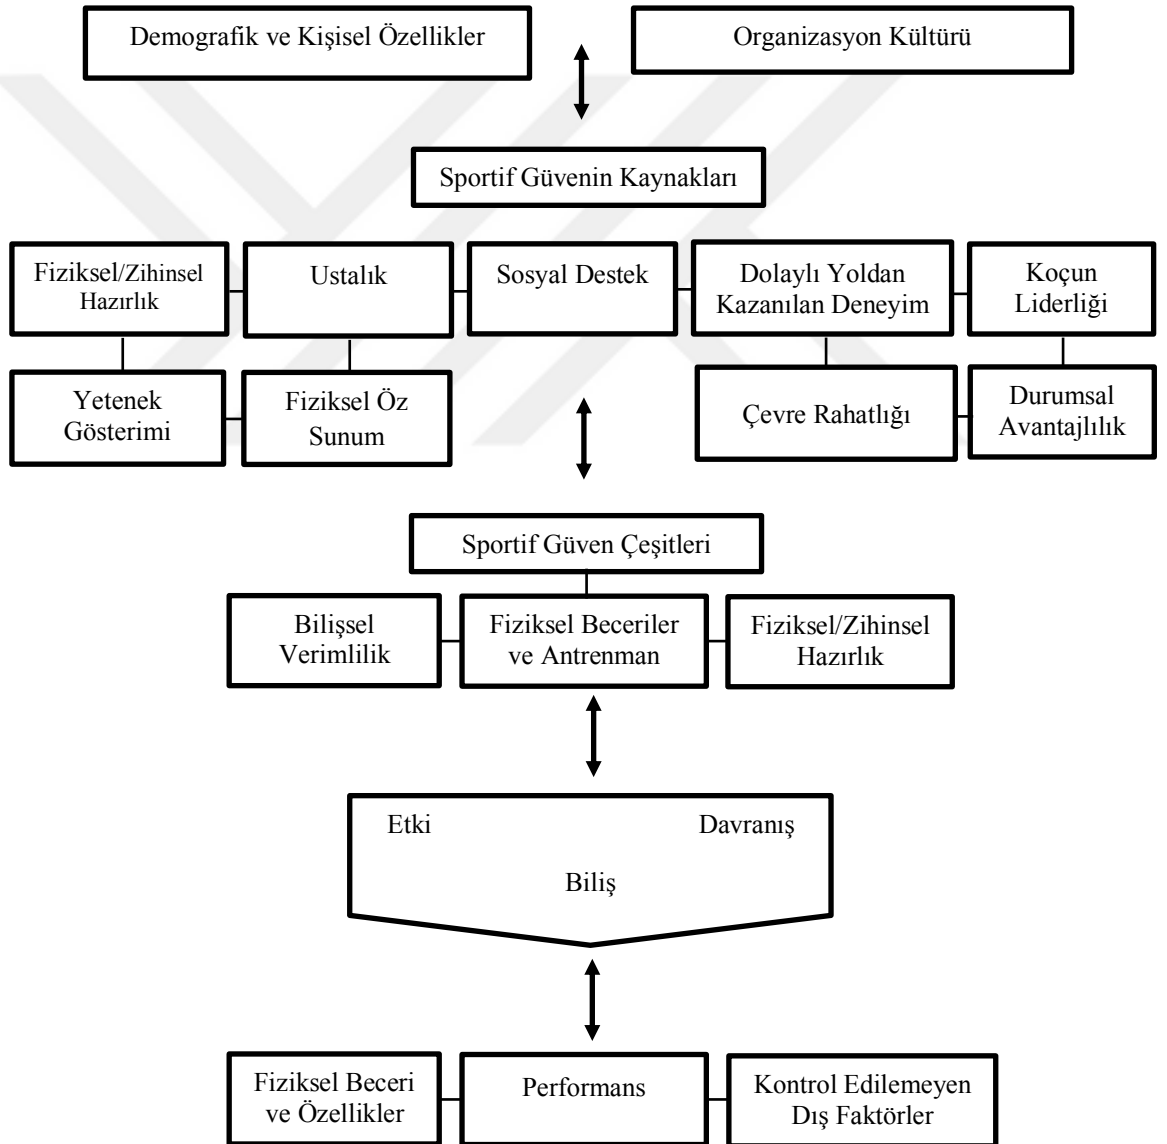 Demografik ve Kişisel Özellikler
Organizasyon Kültürü
Sportif Güvenin Kaynakları
Fiziksel/Zihinsel
Hazırlık
Ustalık
Sosyal Destek
Dolaylı Yoldan
Kazanılan Deneyim
Koçun
Liderliği
Yetenek
Gösterimi
Fiziksel Öz
Sunum
Çevre Rahatlığı
Durumsal
Avantajlılık
Sportif Güven Çeşitleri
Bilişsel
Verimlilik
Fiziksel Beceriler
ve Antrenman
Fiziksel/Zihinsel
Hazırlık
Etki
Davranış
Biliş
Fiziksel Beceri
ve Özellikler
Performans
Kontrol Edilemeyen
Dış Faktörler